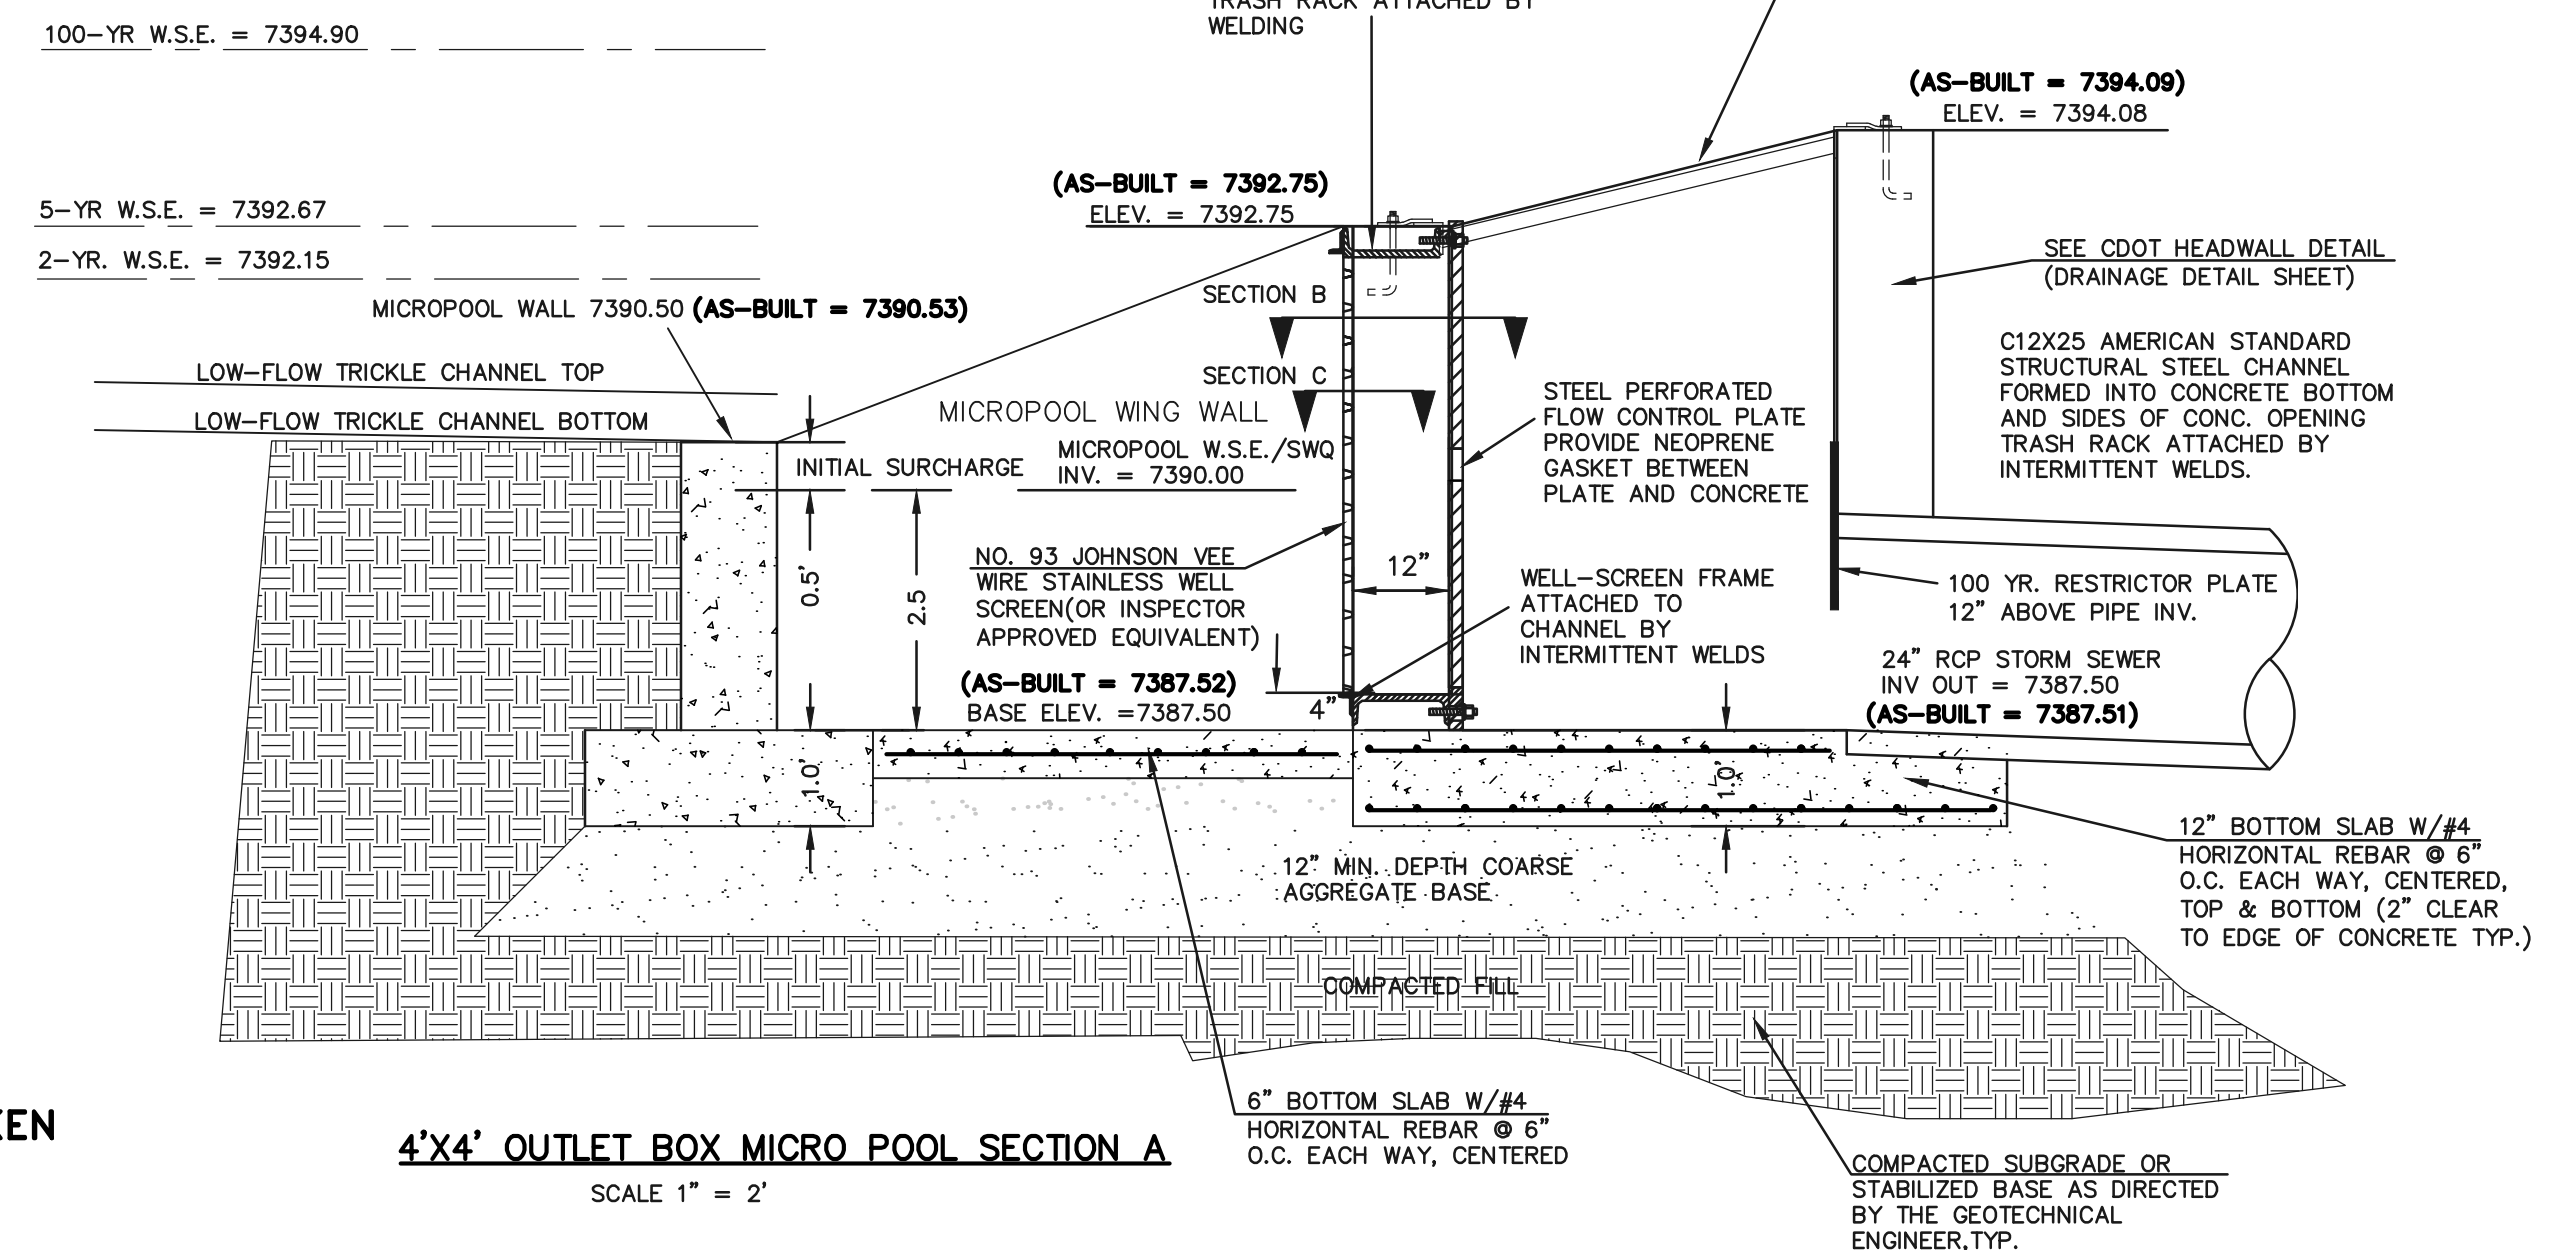 TRASH RACK ATTACHED BY
WELDING
100-YR W.S.E. = 7394.90
(AS-BUILT = 7394.09)
ELEV. = 7394.08
(AS-BUILT = 7392.75)
ELEV. = 7392.75
5-YR W.S.E. = 7392.67
2-YR. W.S.E. = 7392.15
MICROPOOL WALL 7390.50 (AS-BUILT = 7390.53)
SECTION B
SECTION C
SEE CDOT HEADWALL DETAIL
(DRAINAGE DETAIL SHEET)
C12X25 AMERICAN STANDARD
STRUCTURAL STEEL CHANNEL
FORMED INTO CONCRETE BOTTOM
AND SIDES OF CONC. OPENING
TRASH RACK ATTACHED BY
INTERMITTENT WELDS.
LOW-FLOW TRICKLE CHANNEL TOP
LOW-FLOW TRICKLE CHANNEL BOTTOM
MICROPOOL WING WALL
STEEL PERFORATED
FLOW CONTROL PLATE
PROVIDE NEOPRENE
GASKET BETWEEN
PLATE AND CONCRETE
INITIAL SURCHARGE
MICROPOOL W.S.E./SWQ
INV. = 7390.00
0.5'
2.5
NO. 93 JOHNSON VEE
WIRE STAINLESS WELL
SCREEN(OR INSPECTOR
APPROVED EQUIVALENT)
12"
WELL-SCREEN FRAME
ATTACHED TO
CHANNEL BY
INTERMITTENT WELDS
100 YR. RESTRICTOR PLATE
12" ABOVE PIPE INV.
24" RCP STORM SEWER
INV OUT = 7387.50
(AS-BUILT = 7387.51)
(AS-BUILT = 7387.52)
BASE ELEV. =7387.50
4"
1.0'
1.0'
12" MIN. DEPTH COARSE
AGGREGATE BASE
12" BOTTOM SLAB W/#4
HORIZONTAL REBAR @ 6"
O.C. EACH WAY, CENTERED,
TOP & BOTTOM (2" CLEAR
TO EDGE OF CONCRETE TYP.)
COMPACTED FILL
6" BOTTOM SLAB W/#4
HORIZONTAL REBAR @ 6"
O.C. EACH WAY, CENTERED
COMPACTED SUBGRADE OR
STABILIZED BASE AS DIRECTED
BY THE GEOTECHNICAL
ENGINEER,TYP.
EN
4'X4' OUTLET BOX MICRO POOL SECTION A
SCALE 1" = 2'